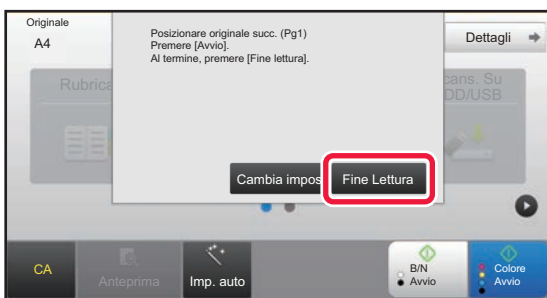 Originale
A4
Posizionare originale succ. (Pg1)
Premere [Avvio].
Al termine, premere [Fine lettura].
Dettagli
Rubrica
cans. Su
DD/USB
Cambia impos
Fine Lettura
CA
Anteprima
Imp. auto
B/N
Avvio
Colore
Avvio